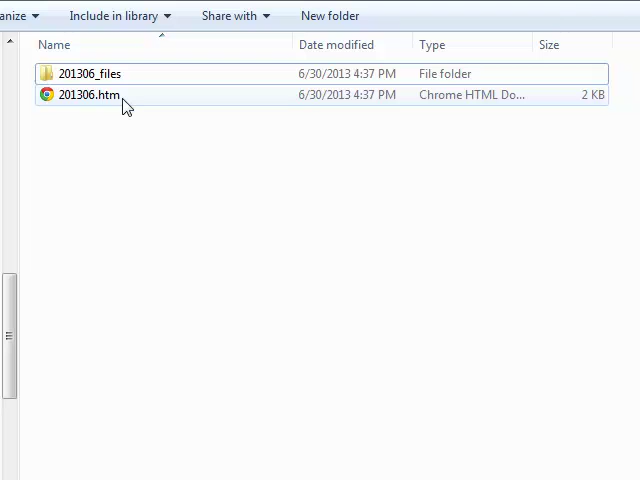 anize Include in library Share with New folder
Name Date modified Type Size
201306_files 6/30/2013 4:37 PM File folder
201306.htm 6/30/2013 4:37 PM Chrome HTML Do... 2 KB